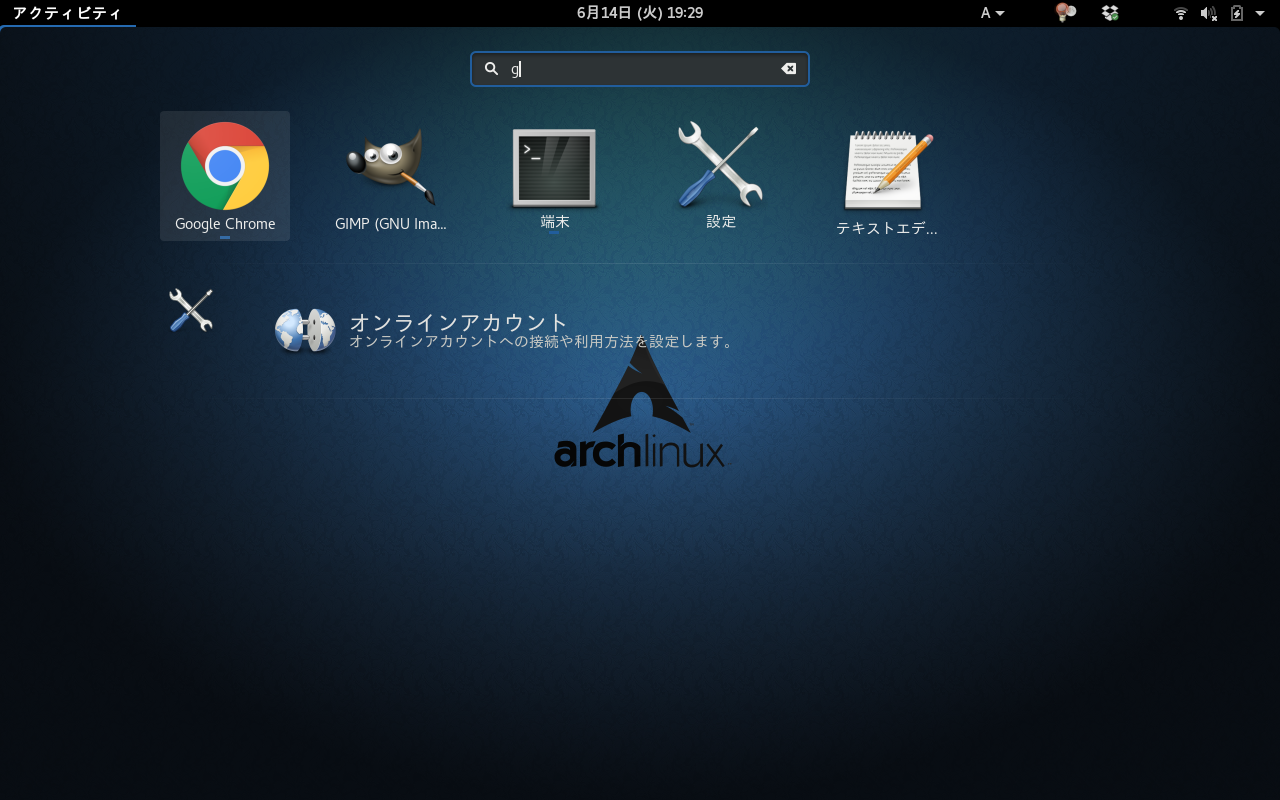 アクティビティ
6月14日 (火) 19:29
A
g
Google Chrome
GIMP (GNU Ima...
端末
設定
テキストエデ...
オンラインアカウント
オンラインアカウントへの接続や利用方法を設定します。
archlinux